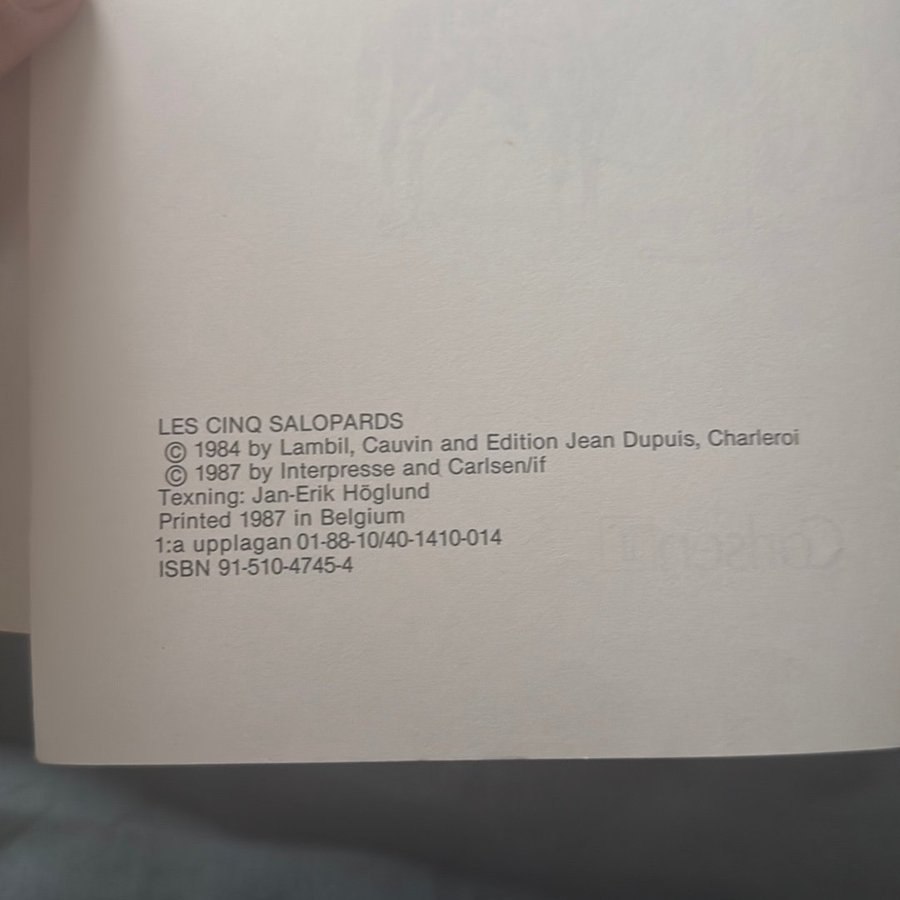 LES CINQ SALOPARDS
© 1984 by Lambil, Cauvin and Edition Jean Dupuis, Charleroi
© 1987 by Interpresse and Carlsen/if
Texning: Jan-Erik Höglund
Printed 1987 in Belgium
1:a upplagan 01-88-10/40-1410-014
ISBN 91-510-4745-4